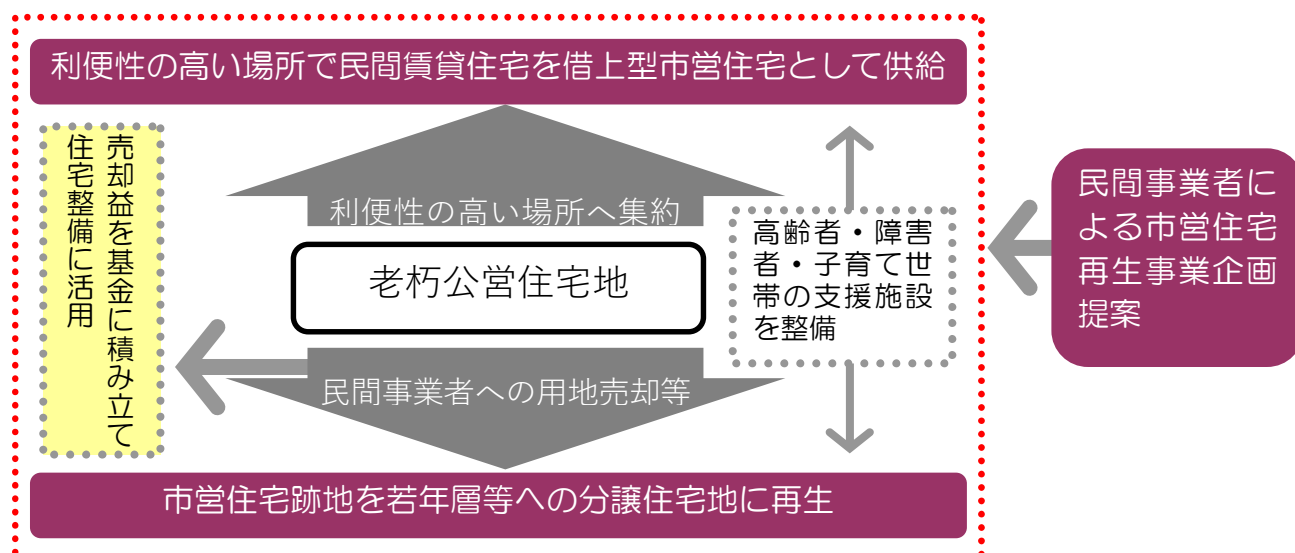 利便性の高い場所で民間賃貸住宅を借上型市営住宅として供給
売却益を基金に積み立て
住宅整備に活用
利便性の高い場所へ集約
老朽公営住宅地
民間事業者への用地売却等
高齢者・障害
者・子育て世
帯の支援施設
を整備
民間事業者に
よる市営住宅
再生事業企画
提案
市営住宅跡地を若年層等への分譲住宅地に再生